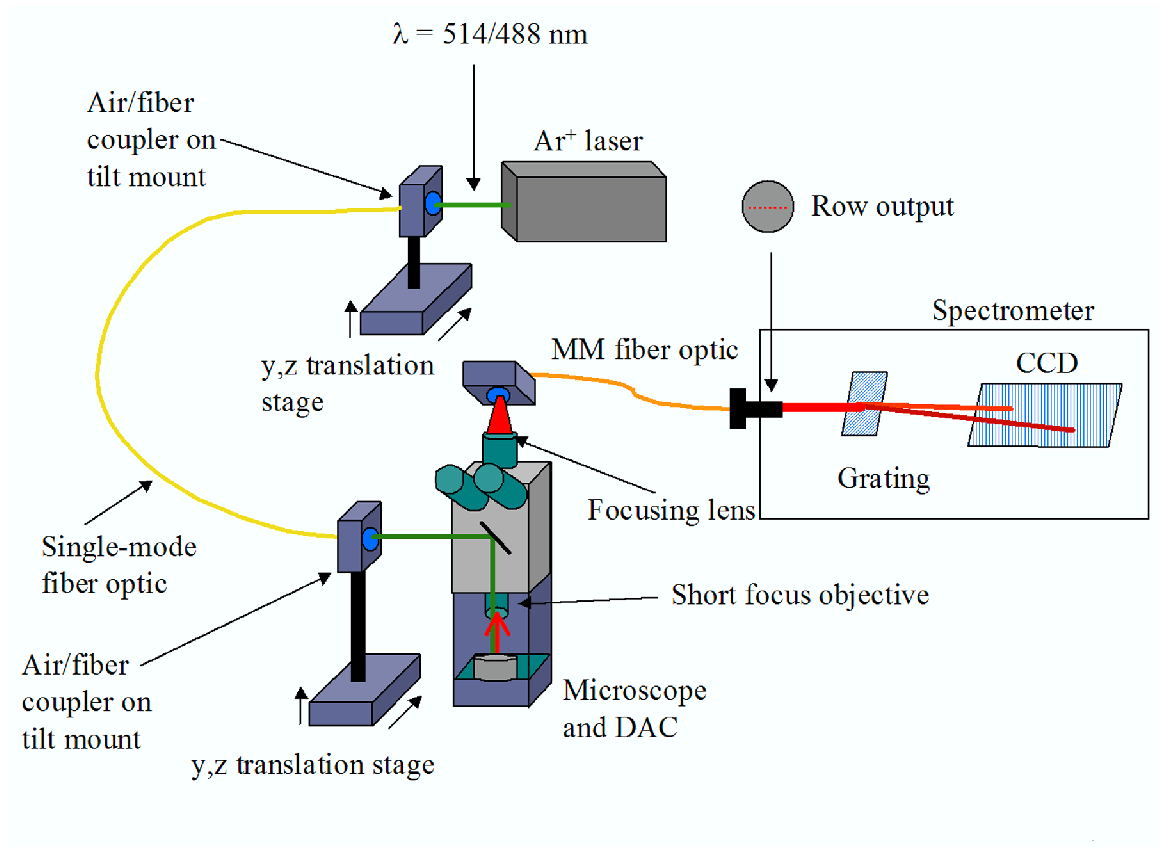 λ = 514/488 nm
Air/fiber
coupler on
tilt mount
Ar⁺ laser
Row output
Spectrometer
y,z translation
stage
MM fiber optic
CCD
Grating
Focusing lens
Single-mode
fiber optic
Short focus objective
Air/fiber
coupler on
tilt mount
Microscope
and DAC
y,z translation stage